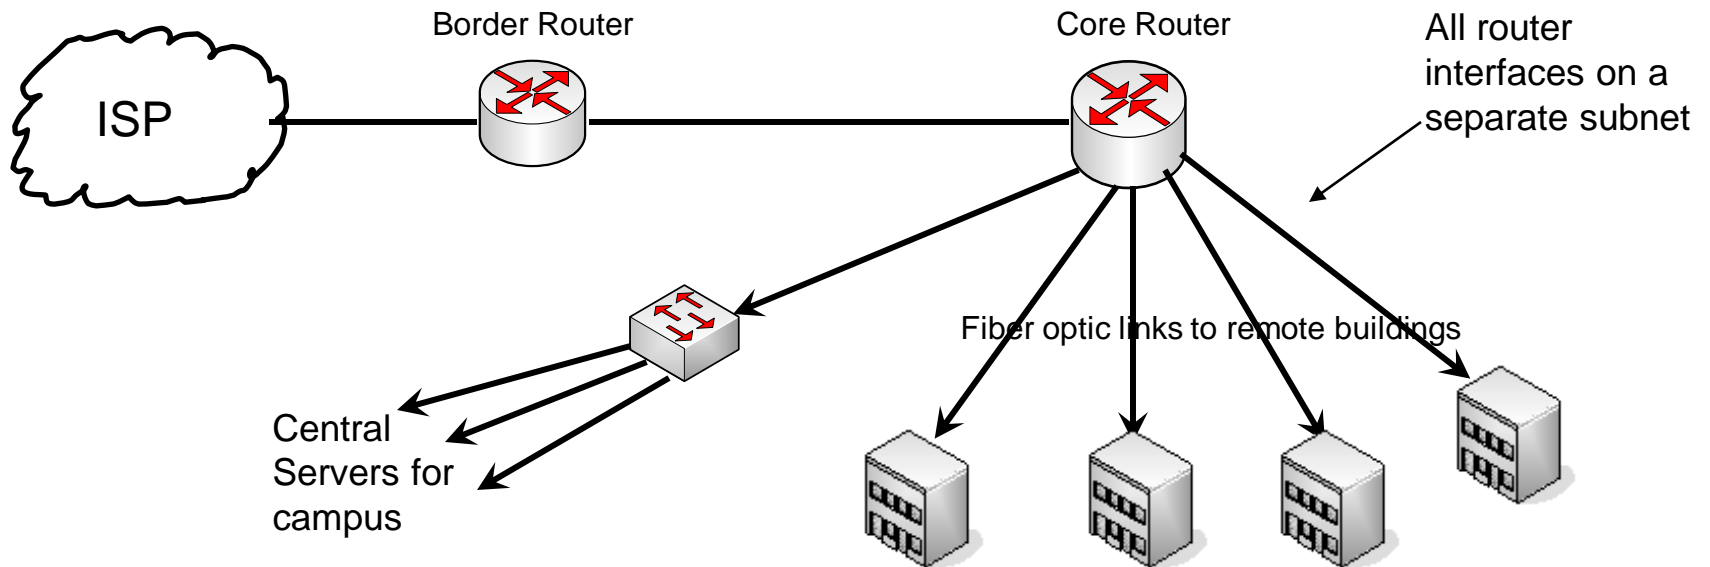 Border Router
Core Router
All router
interfaces on a
separate subnet
ISP
Fiber optic links to remote buildings
Central
Servers for
campus